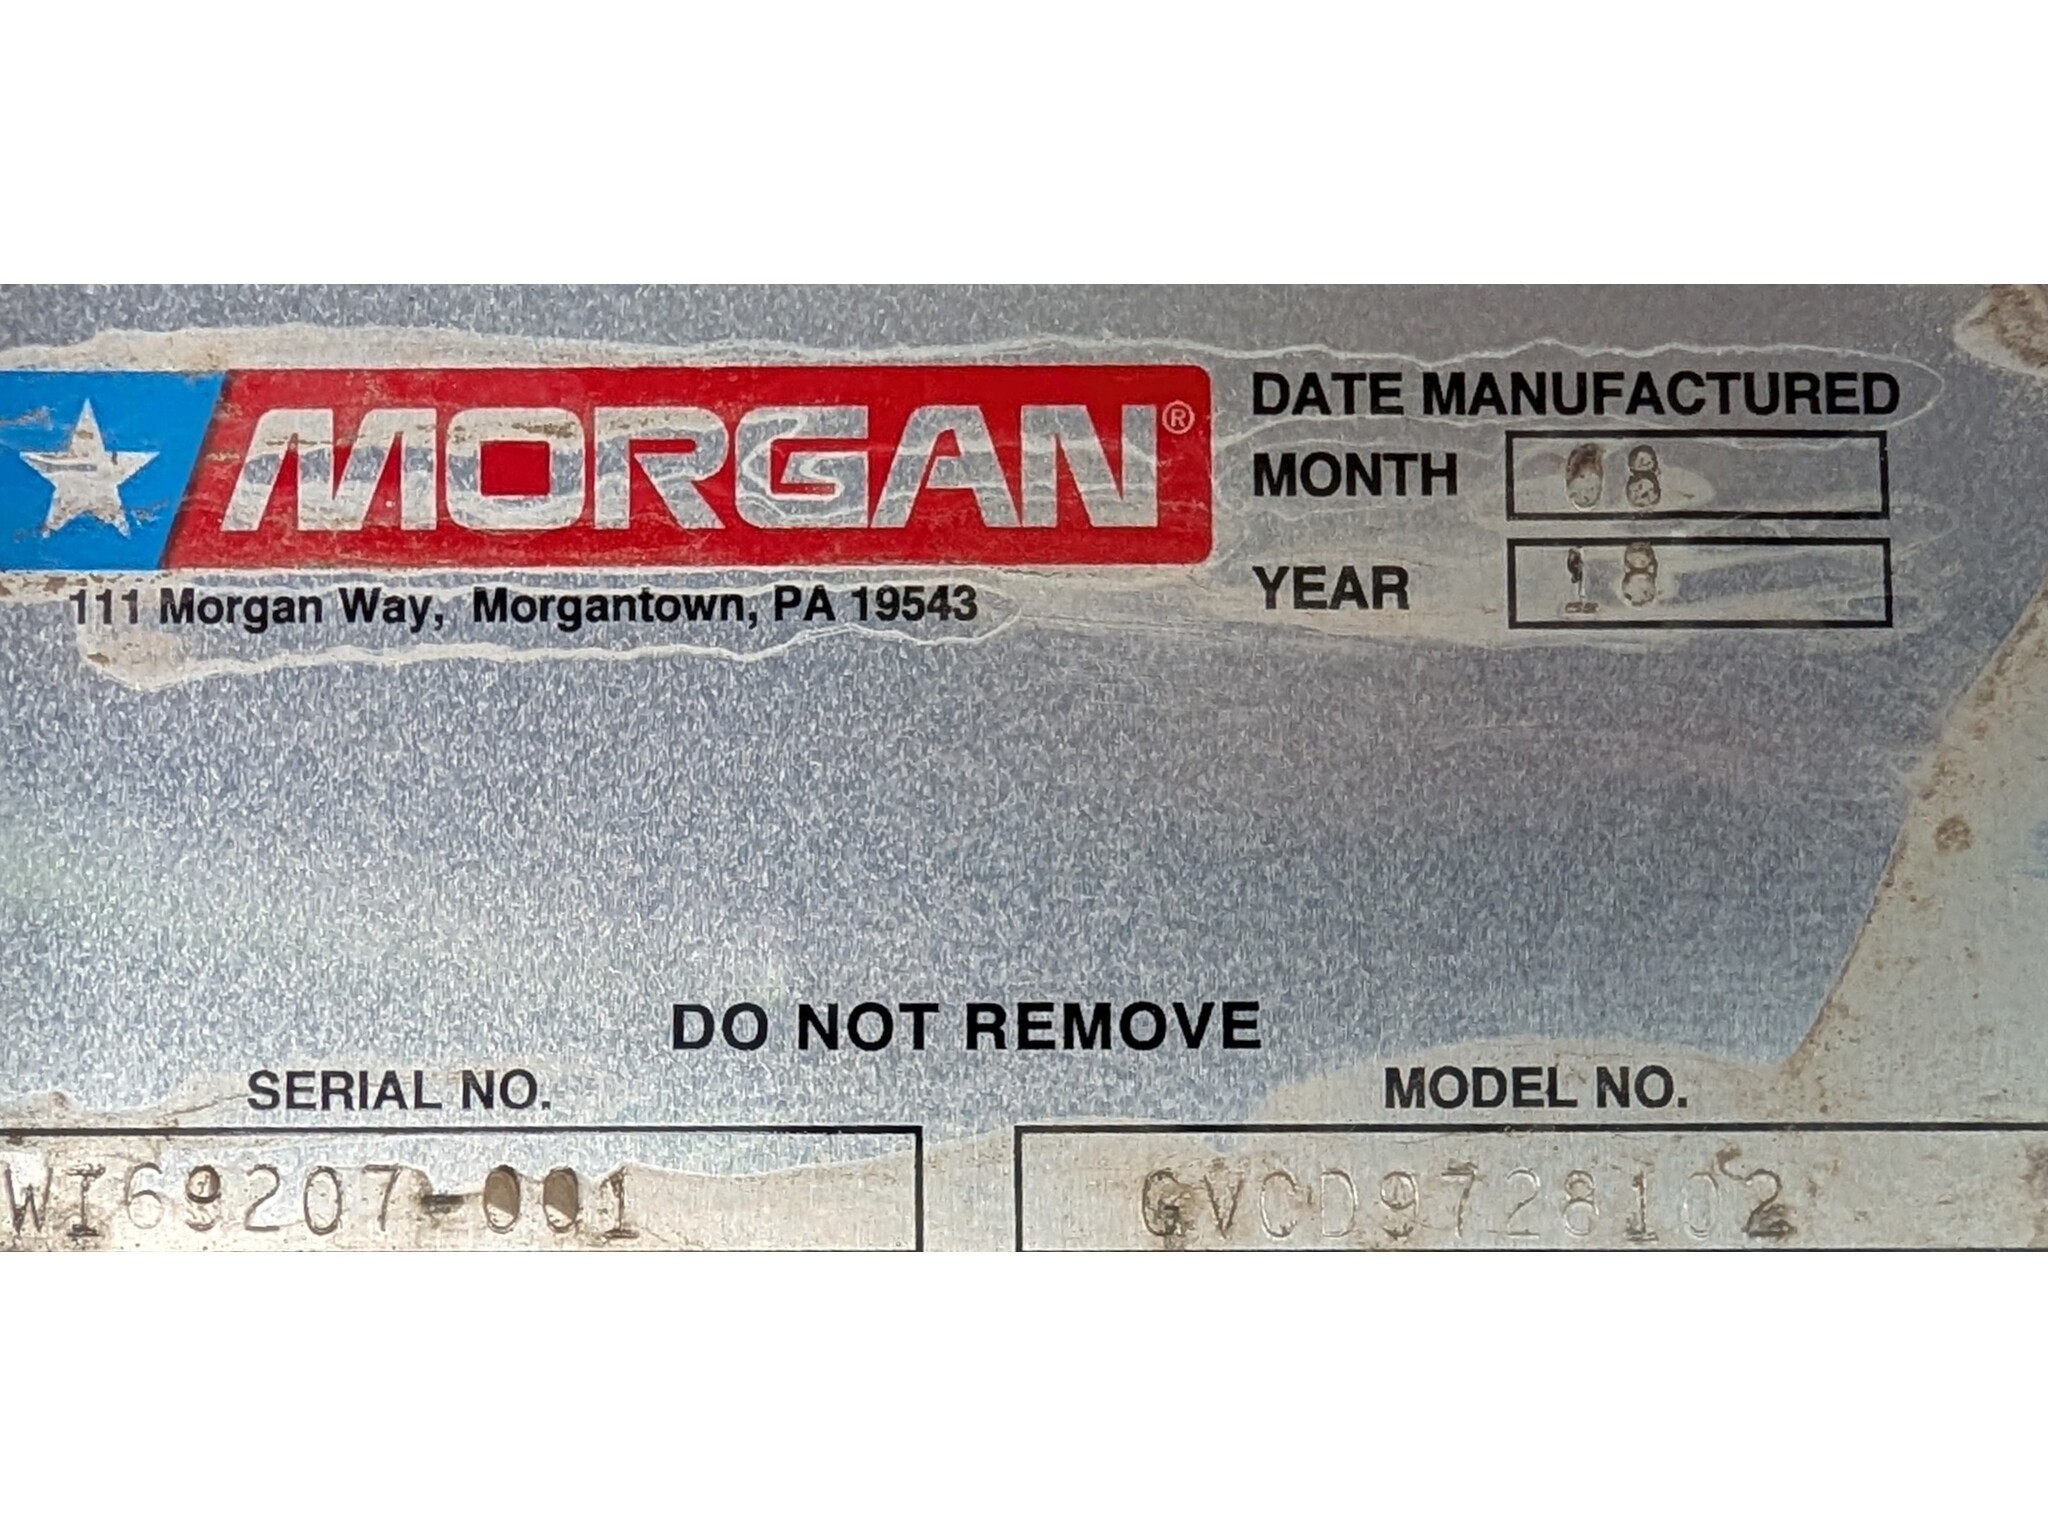 MORGAN®
111 Morgan Way, Morgantown, PA 19543
DATE MANUFACTURED
MONTH 08
YEAR 18
DO NOT REMOVE
SERIAL NO.
WI69207-001
MODEL NO.
GVCD9728102